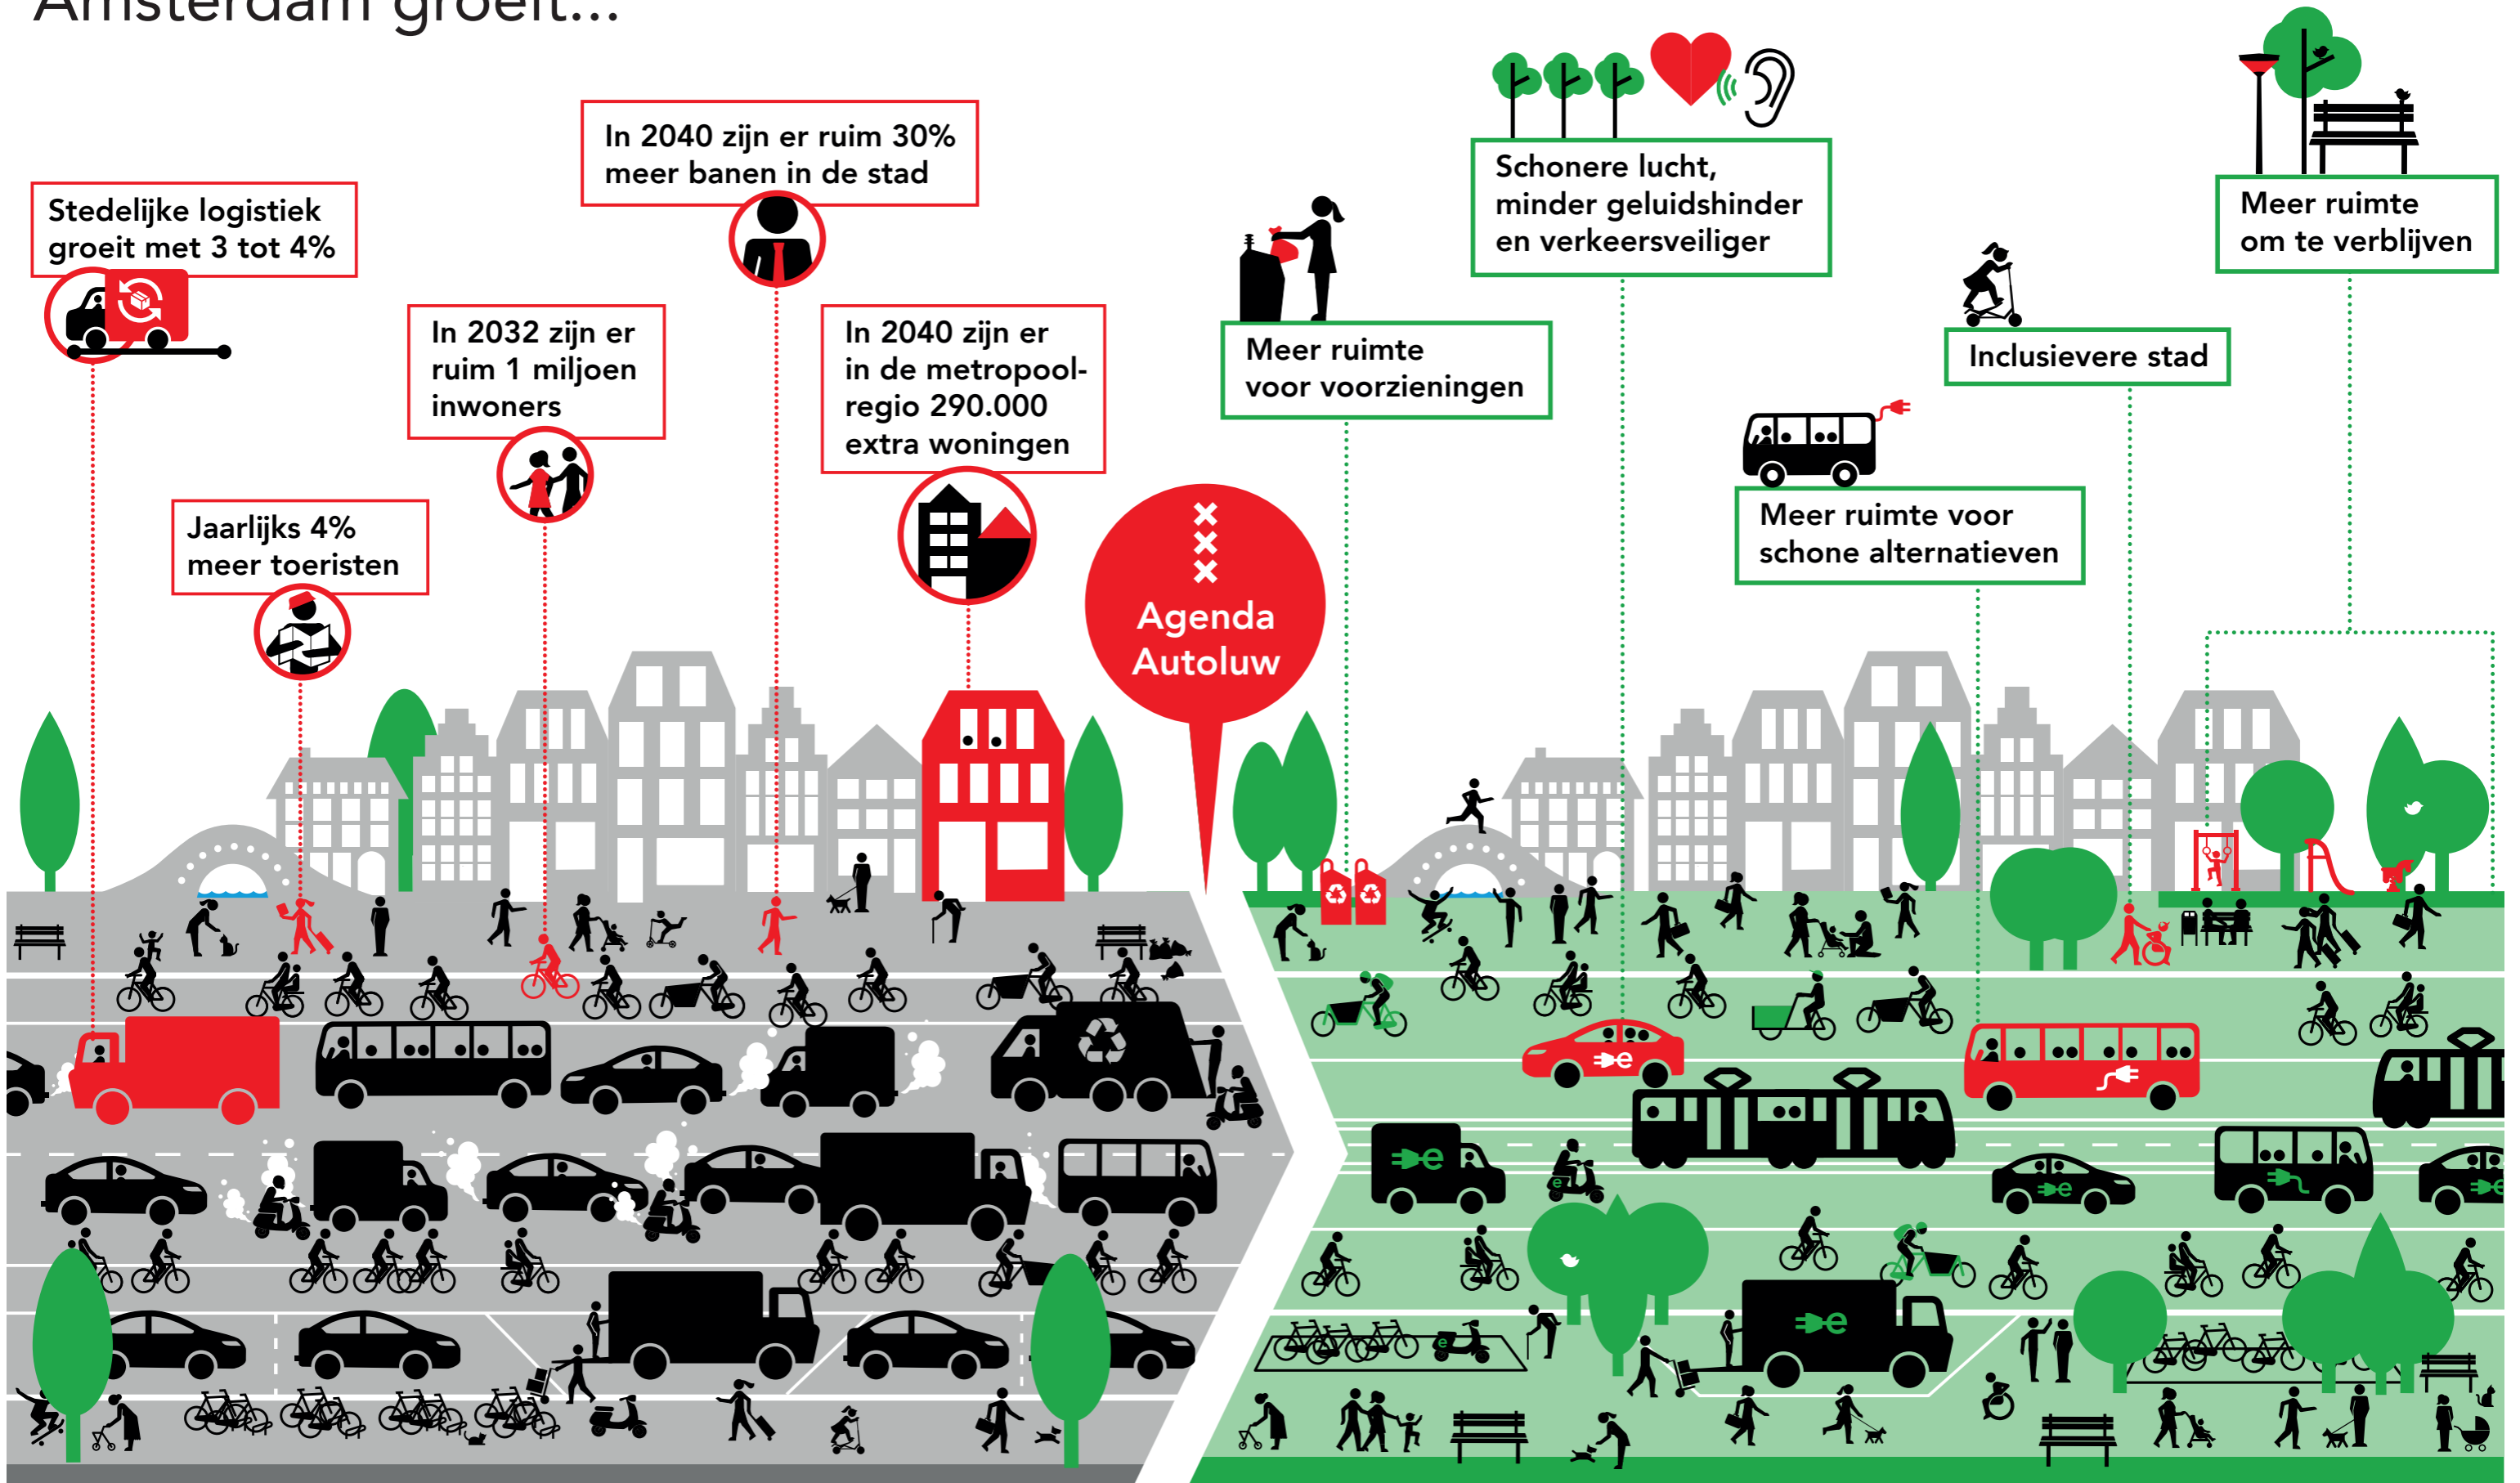 Amsterdam groeit...
Stedelijke logistiek
groeit met 3 tot 4%
Jaarlijks 4%
meer toeristen
In 2032 zijn er
ruim 1 miljoen
inwoners
In 2040 zijn er ruim 30%
meer banen in de stad
In 2040 zijn er
in de metropool-
regio 290.000
extra woningen
Agenda
Autoluw
Meer ruimte
voor voorzieningen
Schonere lucht,
minder geluidshinder
en verkeersveiliger
Meer ruimte voor
schone alternatieven
Inclusievere stad
Meer ruimte
om te verblijven
e
e
e
e
e
e
e